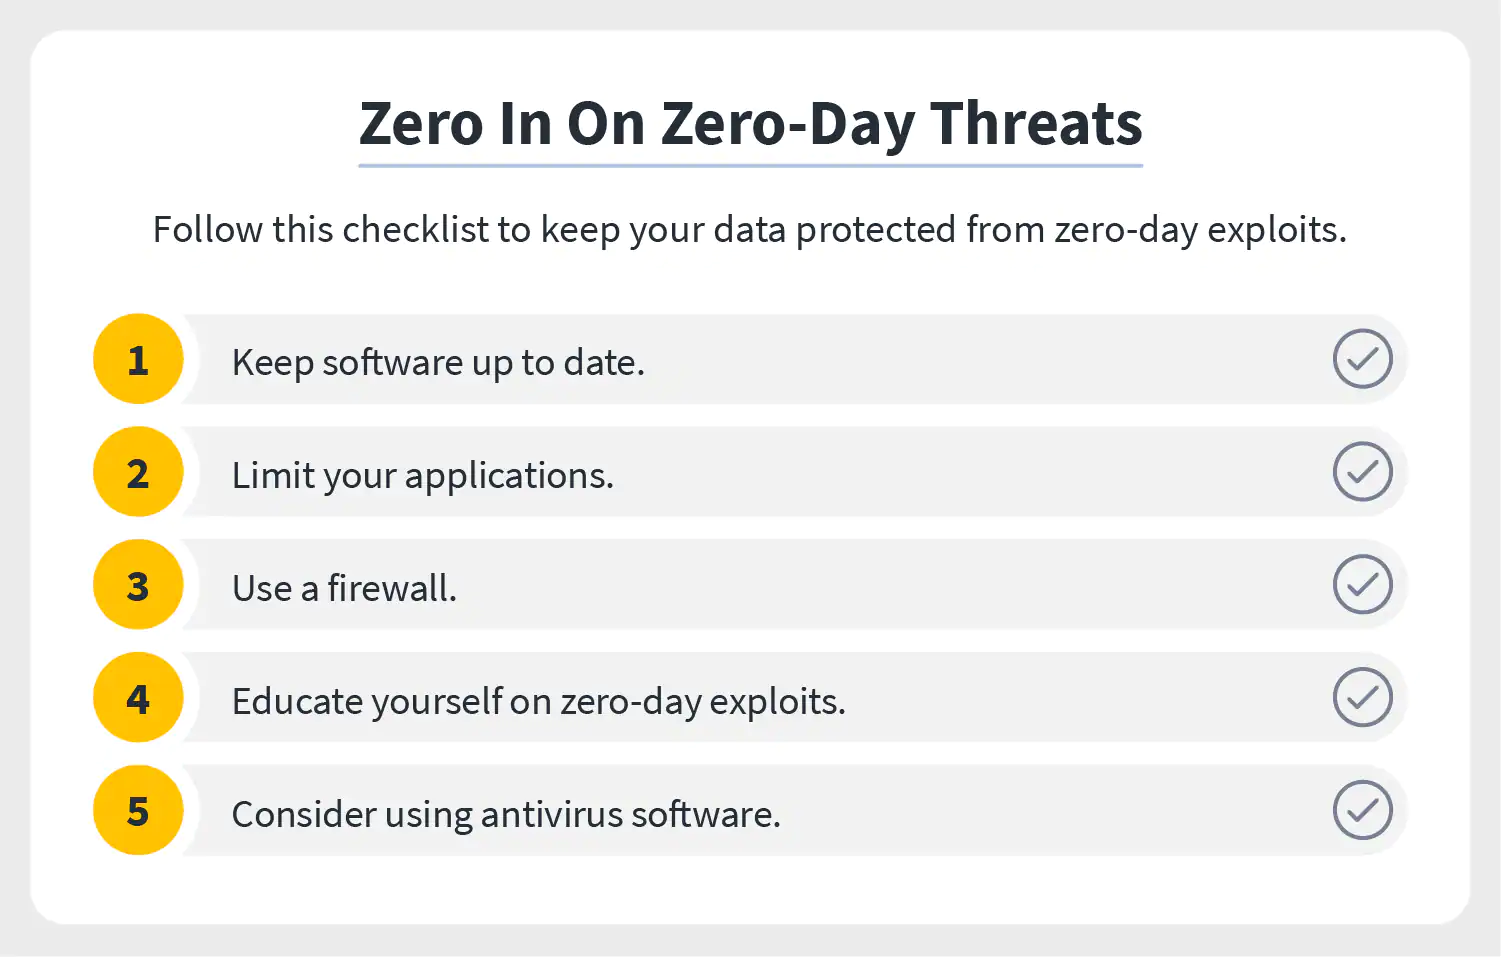 Zero In On Zero-Day Threats
Follow this checklist to keep your data protected from zero-day exploits.
1 Keep software up to date.
2 Limit your applications.
3 Use a firewall.
4 Educate yourself on zero-day exploits.
5 Consider using antivirus software.